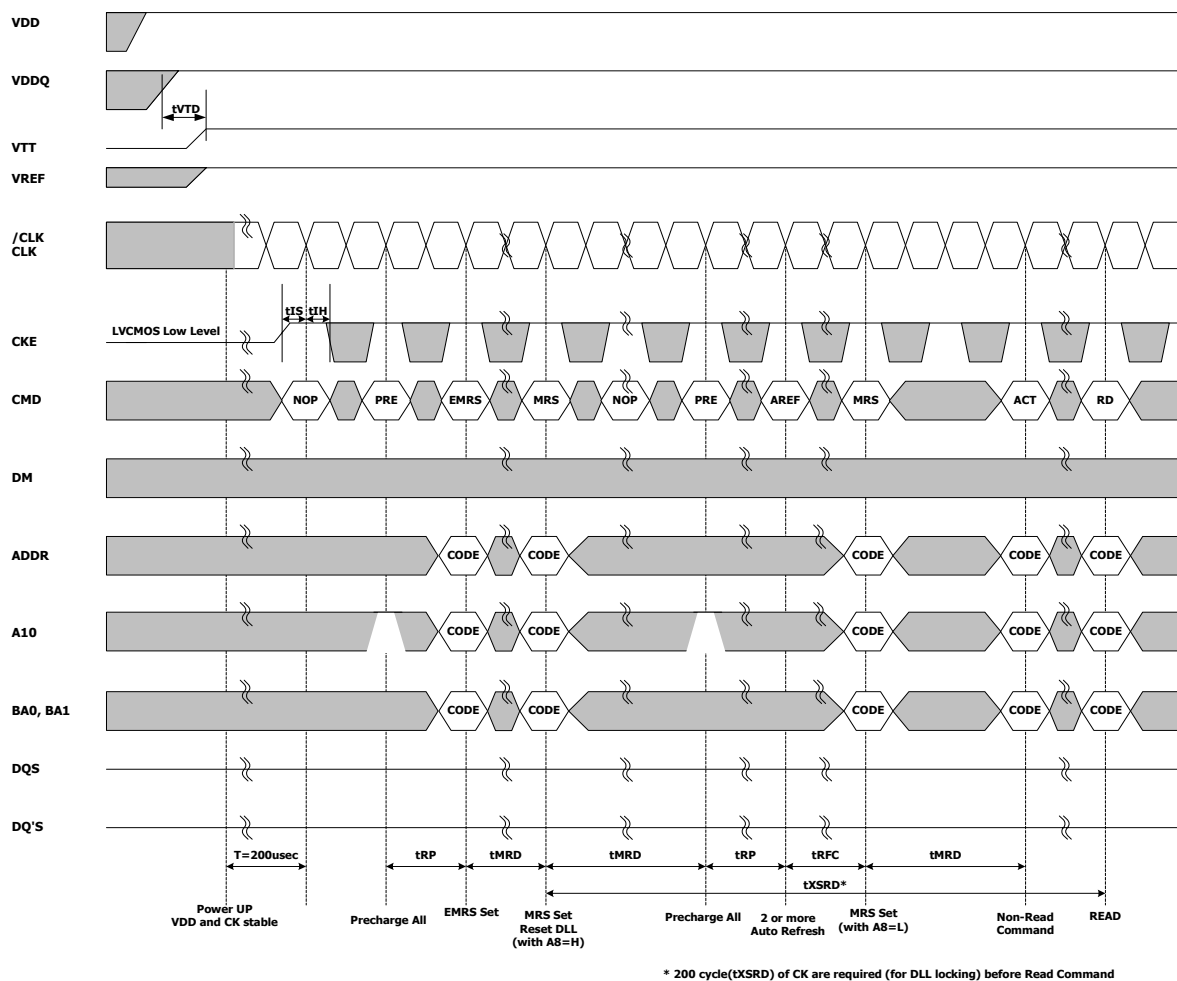 VDD
VDDQ
tVTD
VTT
VREF
/CLK
CLK
tIS tIH
LVCMOS Low Level
CKE
CMD NOP PRE EMRS MRS NOP PRE AREF MRS ACT RD
DM
ADDR CODE CODE CODE CODE CODE
A10 CODE CODE CODE CODE CODE
BA0, BA1 CODE CODE CODE CODE CODE
DQS
DQ'S
T=200usec tRP tMRD tMRD tRP tRFC tMRD
tXSRD*
Power UP
VDD and CK stable
Precharge All
EMRS Set
MRS Set
Reset DLL
(with A8=H)
Precharge All
2 or more
Auto Refresh
MRS Set
(with A8=L)
Non-Read
Command
READ
* 200 cycle(tXSRD) of CK are required (for DLL locking) before Read Command